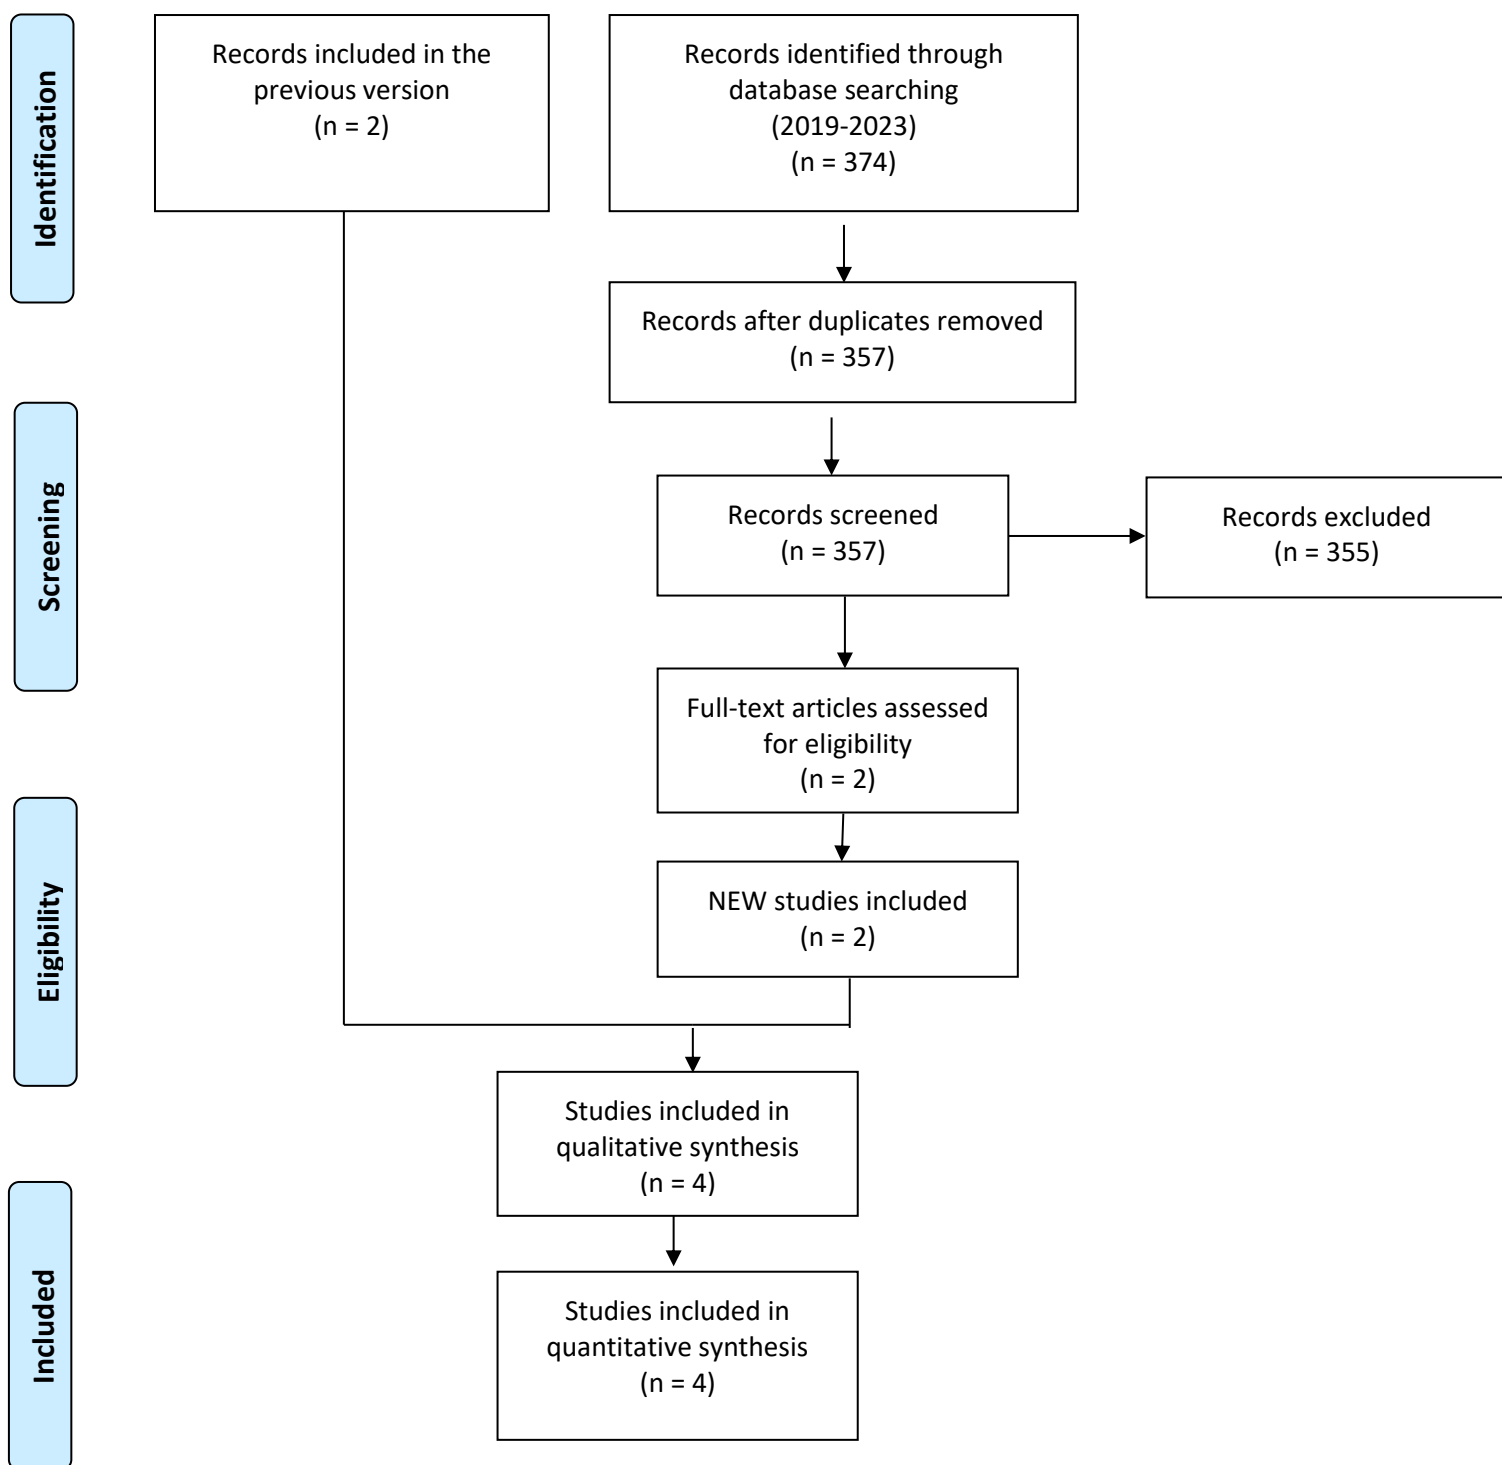 Identification
Records included in the
previous version
(n = 2)
Records identified through
database searching
(2019-2023)
(n = 374)
Records after duplicates removed
(n = 357)
Screening
Records screened
(n = 357)
Records excluded
(n = 355)
Full-text articles assessed
for eligibility
(n = 2)
Eligibility
NEW studies included
(n = 2)
Studies included in
qualitative synthesis
(n = 4)
Included
Studies included in
quantitative synthesis
(n = 4)